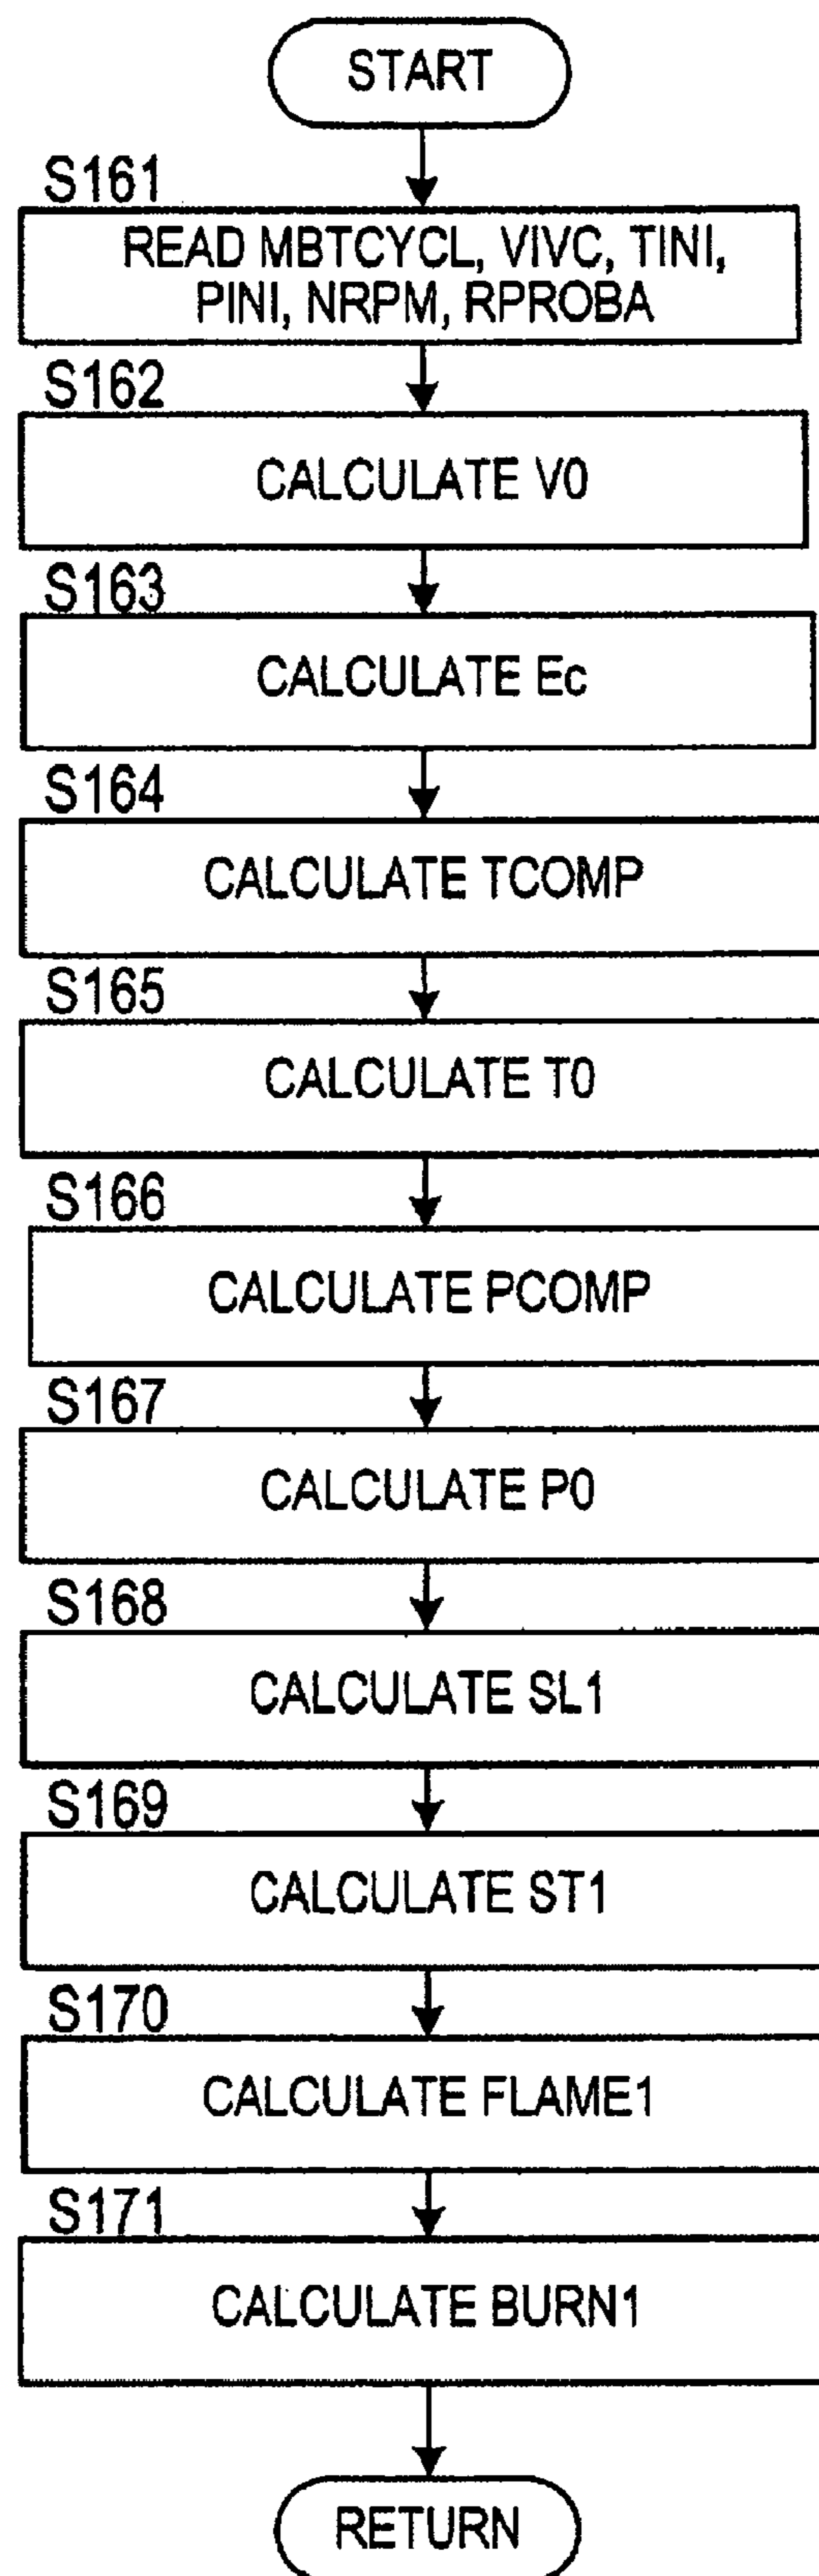 START
S161
READ MBTCYCL, VIVC, TINI,
PINI, NRPM, RPROBA
S162
CALCULATE V0
S163
CALCULATE Ec
S164
CALCULATE TCOMP
S165
CALCULATE T0
S166
CALCULATE PCOMP
S167
CALCULATE P0
S168
CALCULATE SL1
S169
CALCULATE ST1
S170
CALCULATE FLAME1
S171
CALCULATE BURN1
RETURN